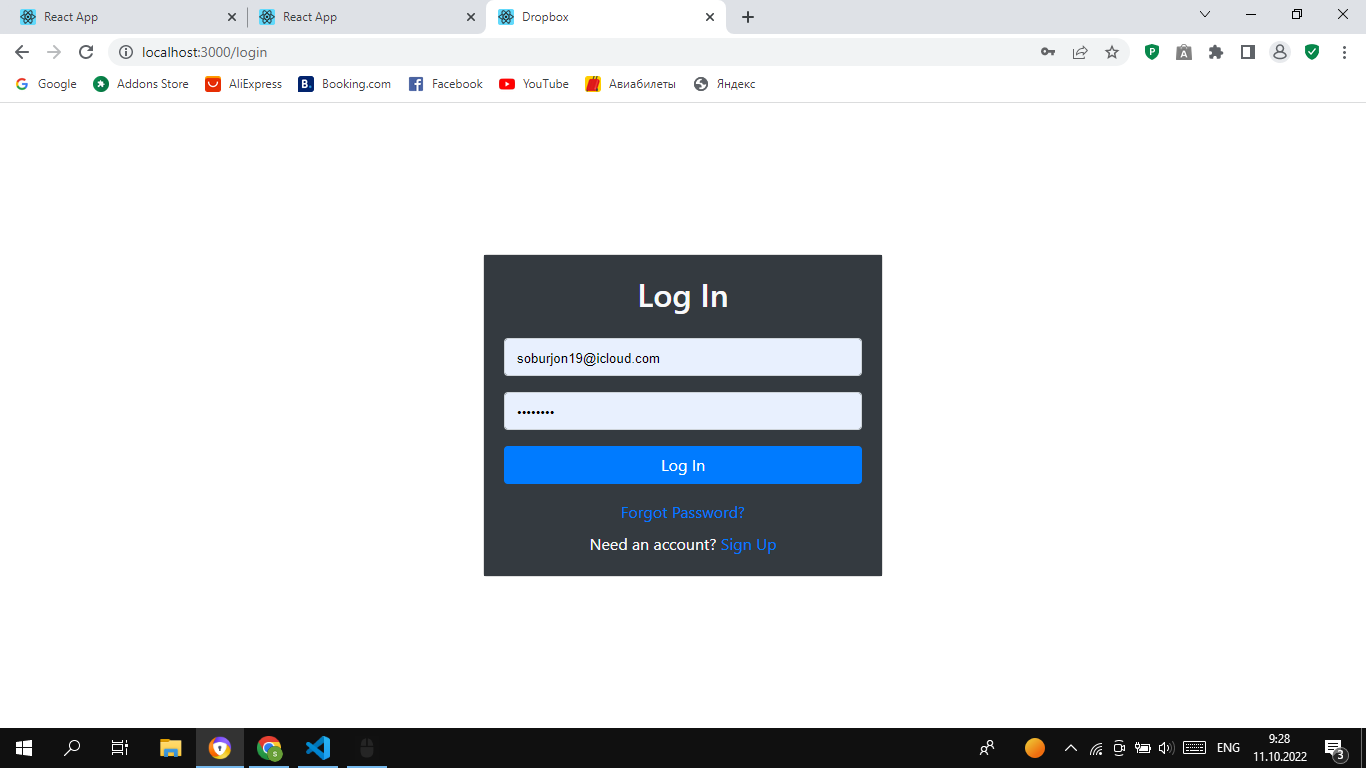 React App
React App
Dropbox
localhost:3000/login
Google
Addons Store
AliExpress
B. Booking.com
Facebook
YouTube
Авиабилеты
Яндекс
Log In
soburjon19@icloud.com
••••••••
Log In
Forgot Password?
Need an account? Sign Up
ENG
9:28
11.10.2022
3